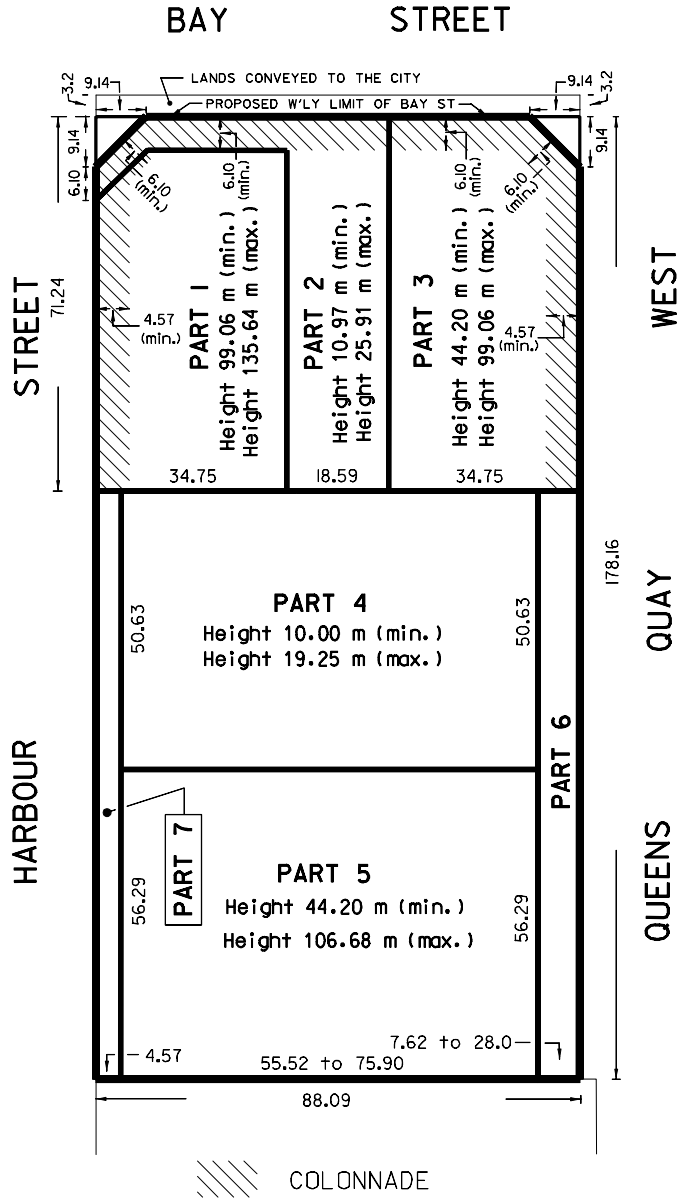 BAY STREET
3.2
9.14
LANDS CONVEYED TO THE CITY
9.14
3.2
PROPOSED W'LY LIMIT OF BAY ST
9.14
9.14
6.10
6.10
(min.)
6.10
(min.)
6.10
(min.)
6.10
(min.)
71.24
4.57
(min.)
PART 1
Height 99.06 m (min.)
Height 135.64 m (max.)
PART 2
Height 10.97 m (min.)
Height 25.91 m (max.)
PART 3
Height 44.20 m (min.)
Height 99.06 m (max.)
4.57
(min.)
34.75
18.59
34.75
HARBOUR STREET
QUEENS QUAY WEST
178.16
50.63
PART 4
Height 10.00 m (min.)
Height 19.25 m (max.)
50.63
PART 6
PART 7
56.29
PART 5
Height 44.20 m (min.)
Height 106.68 m (max.)
56.29
7.62 to 28.0
4.57
55.52 to 75.90
88.09
COLONNADE